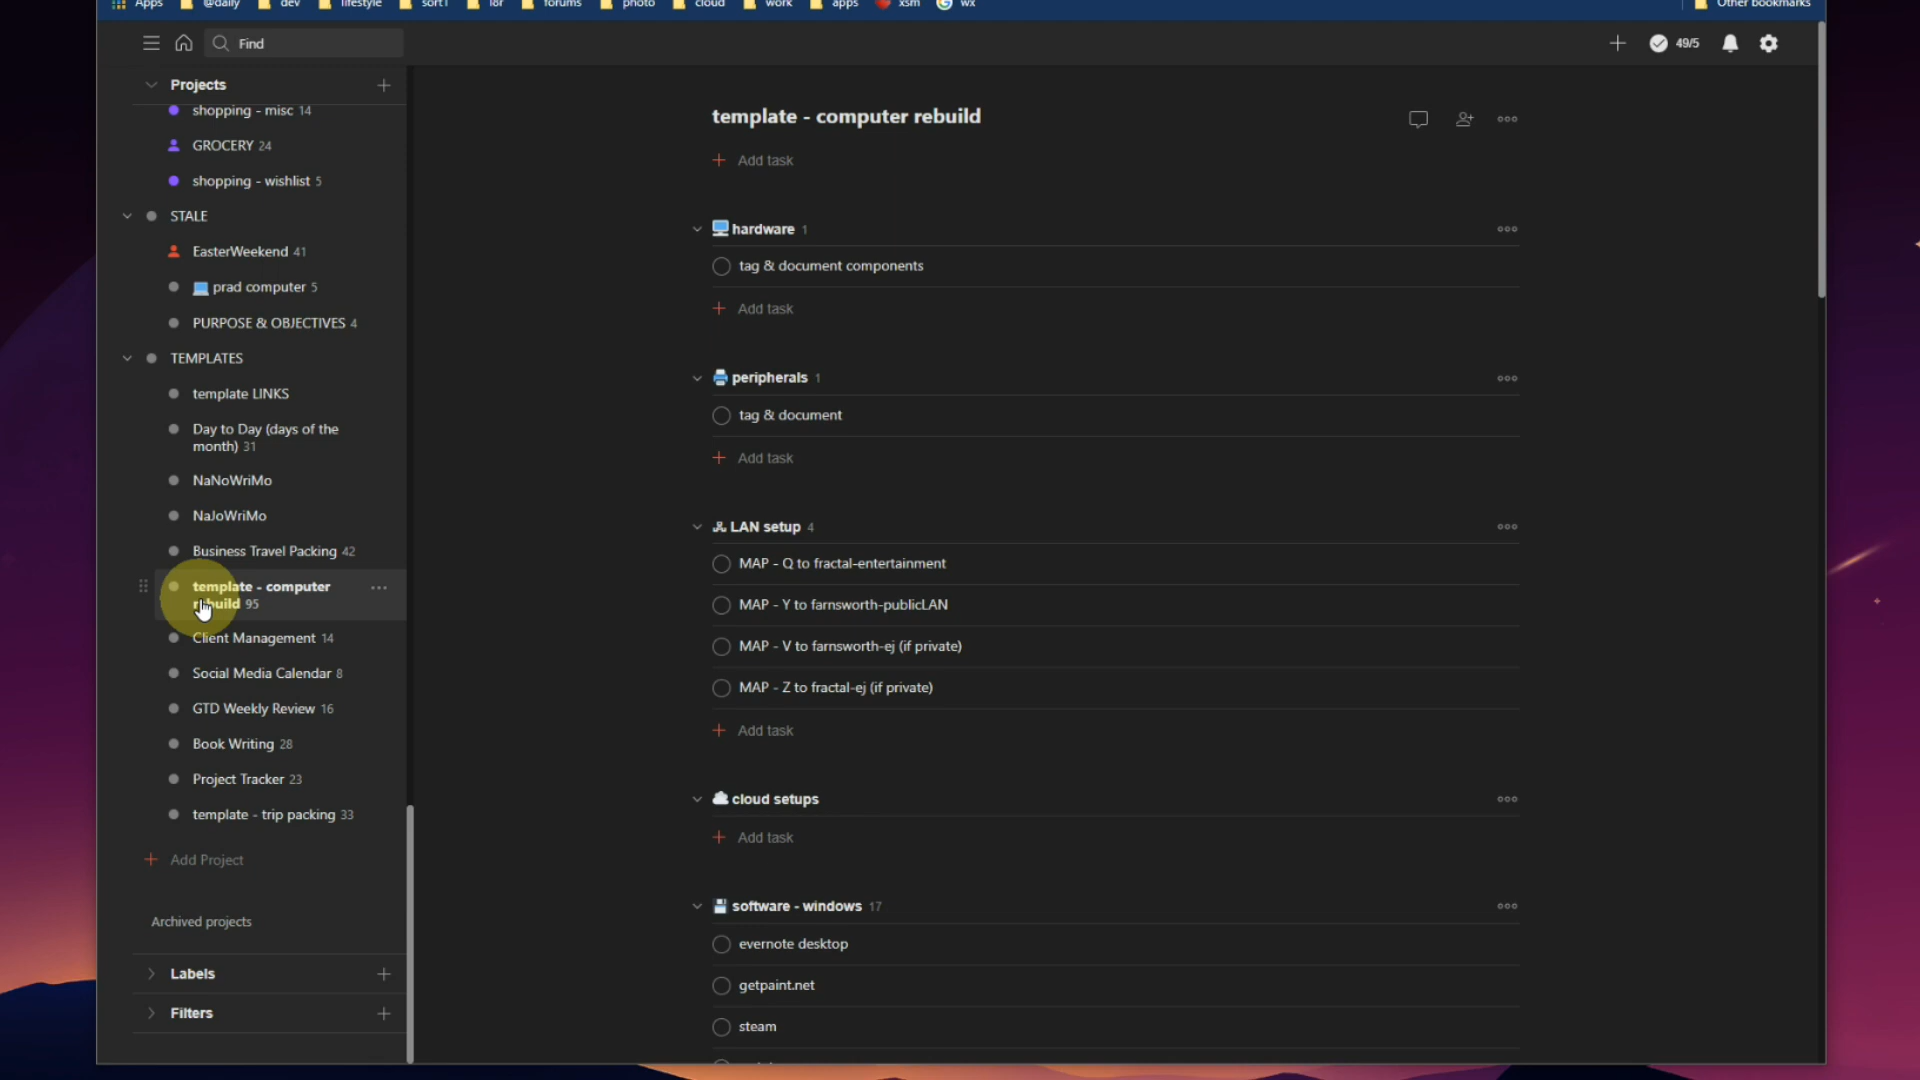 Apps @daily dev lifestyle sort1 l8r forums photo cloud work apps xsm wx Other bookmarks
Find
49/5
Projects
shopping - misc 14
GROCERY 24
shopping - wishlist 5
STALE
EasterWeekend 41
prad computer 5
PURPOSE & OBJECTIVES 4
TEMPLATES
template LINKS
Day to Day (days of the
month) 31
NaNoWriMo
NaJoWriMo
Business Travel Packing 42
template - computer
rebuild 95
Client Management 14
Social Media Calendar 8
GTD Weekly Review 16
Book Writing 28
Project Tracker 23
template - trip packing 33
Add Project
Archived projects
Labels
Filters
template - computer rebuild
Add task
hardware 1
tag & document components
Add task
peripherals 1
tag & document
Add task
LAN setup 4
MAP - Q to fractal-entertainment
MAP - Y to farnsworth-publicLAN
MAP - V to farnsworth-ej (if private)
MAP - Z to fractal-ej (if private)
Add task
cloud setups
Add task
software - windows 17
evernote desktop
getpaint.net
steam